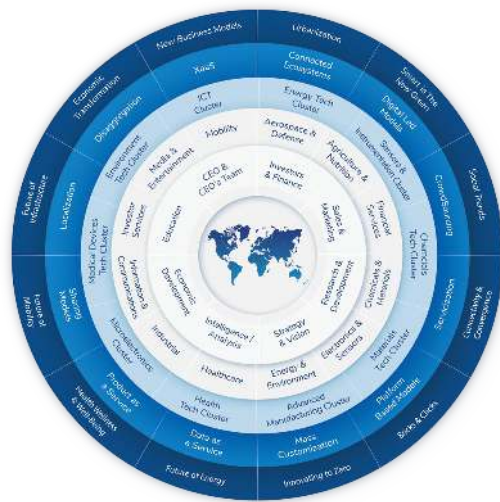 New Business Models
Urbanization
Smart is The
New Green
Social Trends
Connectivity &
Convergence
Bricks & Clicks
Innovating to Zero
Future of Energy
Health Wellness
& Well-Being
Future of
Mobility
Future of
Infrastructure
Economic
Transformation
XaaS
Connected
Ecosystems
Digital Led
Models
CrowdSourcing
Servitization
Platform
Based Models
Mass
Customization
Data as
a Service
Product as
a Service
Sharing
Models
Localization
Disaggregation
ICT
Cluster
Energy Tech
Cluster
Sensors &
Instrumentation Cluster
Chemicals
Tech Cluster
Materials
Tech Cluster
Advanced
Manufacturing Cluster
Health
Tech Cluster
Microelectronics
Cluster
Medical Devices
Tech Cluster
Environment
Tech Cluster
Mobility
Aerospace &
Defense
Agriculture &
Nutrition
Financial
Services
Chemicals &
Materials
Electronics &
Sensors
Energy &
Environment
Healthcare
Industrial
Information &
Communications
Investor
Services
Media &
Entertainment
CEO &
CEO's Team
Investors
& Finance
Sales &
Marketing
Research &
Development
Strategy
& Vision
Intelligence /
Analysis
Economic
Development
Education